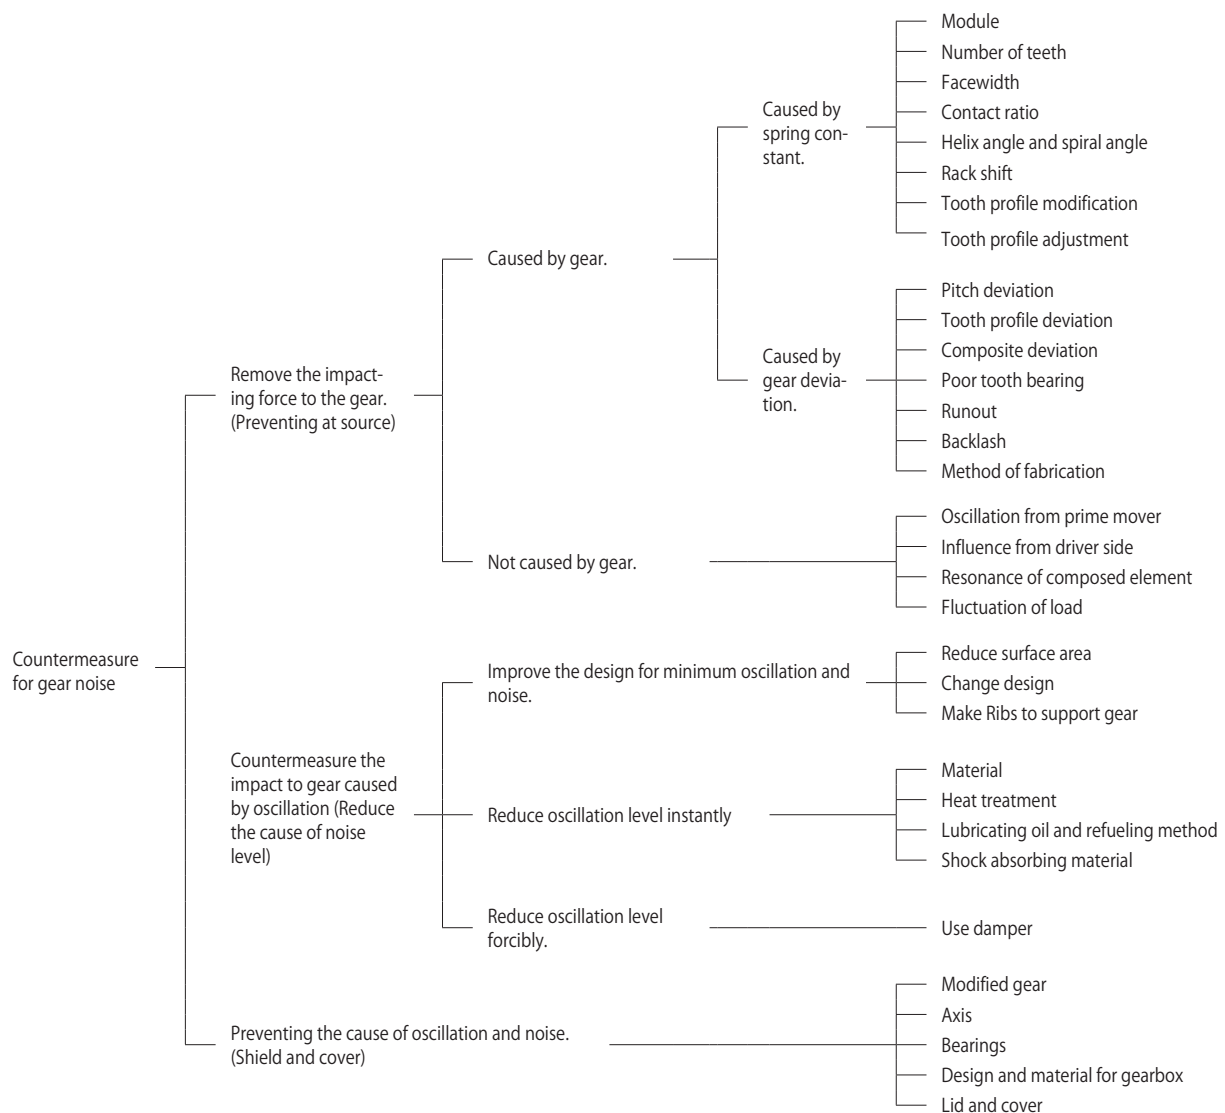 Countermeasure
for gear noise
Remove the impact-
ing force to the gear.
(Preventing at source)
Caused by gear.
Caused by
spring con-
stant.
Module
Number of teeth
Facewidth
Contact ratio
Helix angle and spiral angle
Rack shift
Tooth profile modification
Tooth profile adjustment
Caused by
gear devia-
tion.
Pitch deviation
Tooth profile deviation
Composite deviation
Poor tooth bearing
Runout
Backlash
Method of fabrication
Not caused by gear.
Oscillation from prime mover
Influence from driver side
Resonance of composed element
Fluctuation of load
Countermeasure the
impact to gear caused
by oscillation (Reduce
the cause of noise
level)
Improve the design for minimum oscillation and
noise.
Reduce surface area
Change design
Make Ribs to support gear
Reduce oscillation level instantly
Material
Heat treatment
Lubricating oil and refueling method
Shock absorbing material
Reduce oscillation level
forcibly.
Use damper
Preventing the cause of oscillation and noise.
(Shield and cover)
Modified gear
Axis
Bearings
Design and material for gearbox
Lid and cover